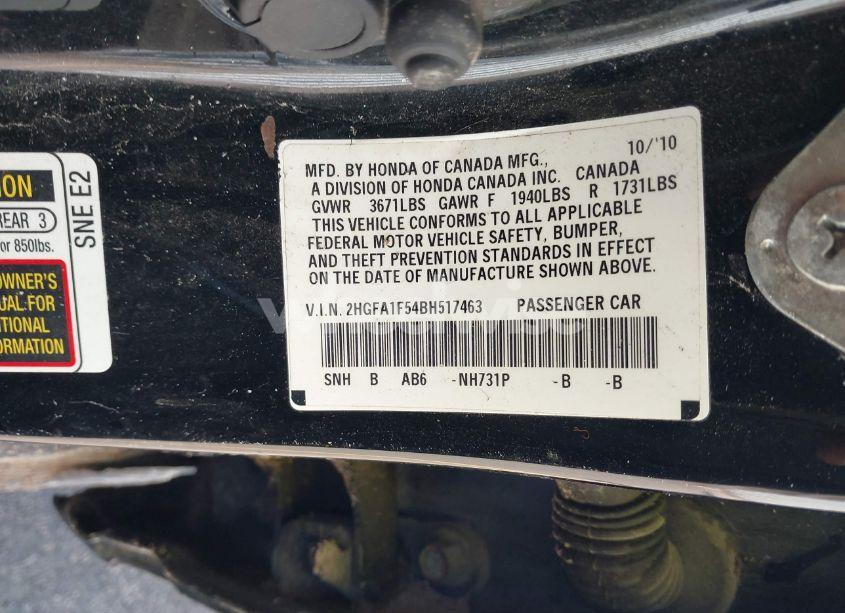 10/'10
MFD. BY HONDA OF CANADA MFG.,
A DIVISION OF HONDA CANADA INC. CANADA
GVWR 3671LBS GAWR F 1940LBS R 1731LBS
THIS VEHICLE CONFORMS TO ALL APPLICABLE
FEDERAL MOTOR VEHICLE SAFETY, BUMPER,
AND THEFT PREVENTION STANDARDS IN EFFECT
ON THE DATE OF MANUFACTURE SHOWN ABOVE.
V.I.N. 2HGFA1F54BH517463 PASSENGER CAR
SNH B AB6 -NH731P -B -B
ION
REAR 3
or 850lbs.
OWNER'S
UAL FOR
TIONAL
FORMATION
SNE E2